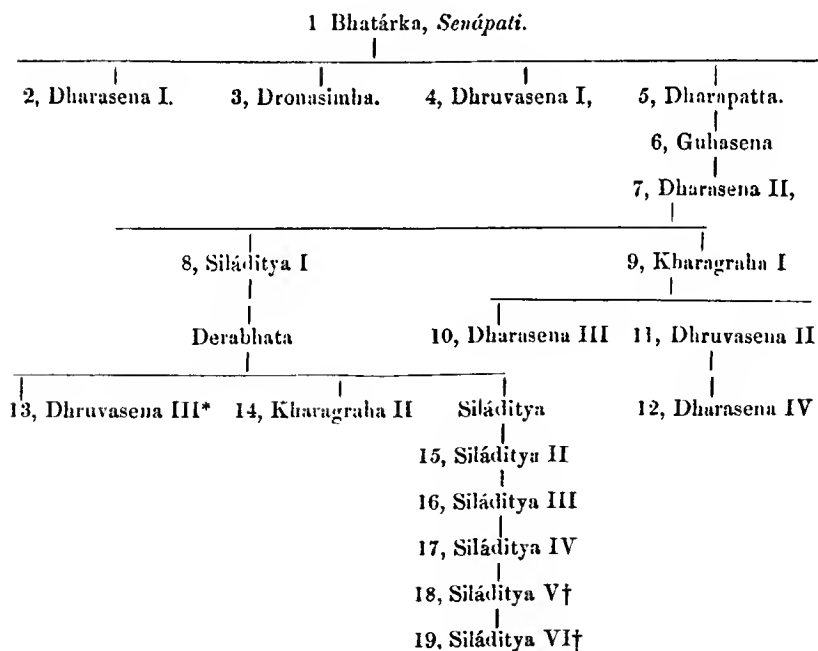 1 Bhatárka, Senápati.
2, Dharasena I. 3, Dronasimha. 4, Dhruvasena I, 5, Dharapatta.
6, Guhasena
7, Dharasena II,
8, Siláditya I 9, Kharagraha I
Derabhata 10, Dharasena III 11, Dhruvasena II
13, Dhruvasena III* 14, Kharagraha II Siláditya 12, Dharasena IV
15, Siláditya II
16, Siláditya III
17, Siláditya IV
18, Siláditya V†
19, Siláditya VI†